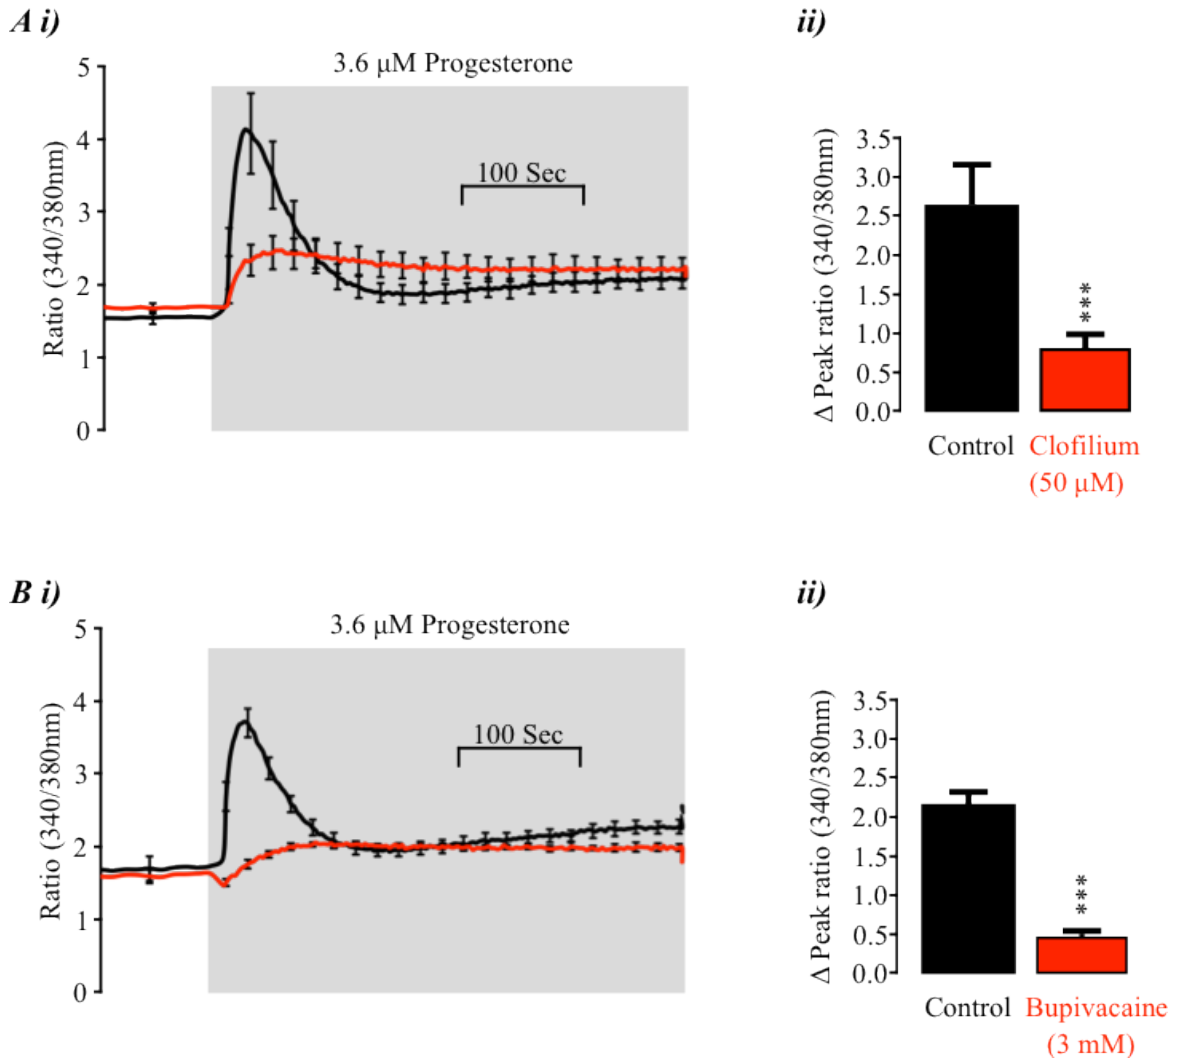 A i)
ii)
3.6 μM Progesterone
100 Sec
Ratio (340/380nm)
5
4
3
2
1
0
Δ Peak ratio (340/380nm)
3.5
3.0
2.5
2.0
1.5
1.0
0.5
0.0
***
Control
Clofilium
(50 μM)
B i)
ii)
3.6 μM Progesterone
100 Sec
Ratio (340/380nm)
5
4
3
2
1
0
Δ Peak ratio (340/380nm)
3.5
3.0
2.5
2.0
1.5
1.0
0.5
0.0
***
Control
Bupivacaine
(3 mM)